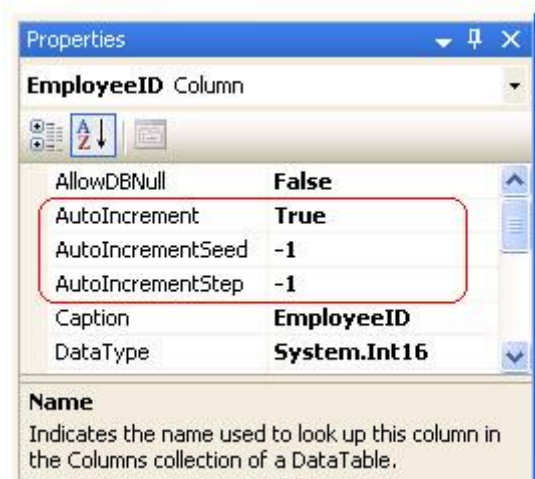 Properties
EmployeeID Column
A
Z
AllowDBNull False
AutoIncrement True
AutoIncrementSeed -1
AutoIncrementStep -1
Caption EmployeeID
DataType System.Int16
Name
Indicates the name used to look up this column in
the Columns collection of a DataTable.